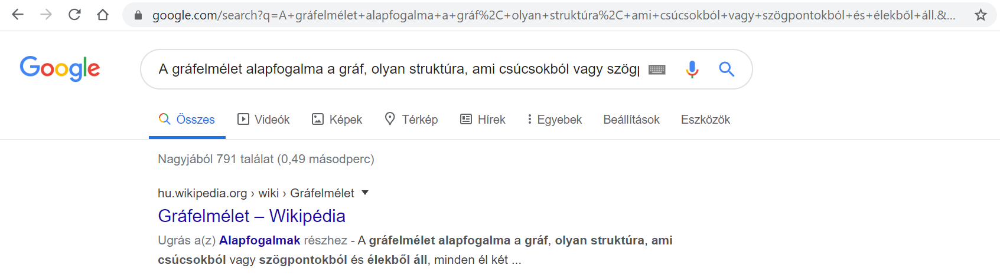 google.com/search?q=A+gráfelmélet+alapfogalma+a+gráf%2C+olyan+struktúra%2C+ami+csúcsokból+vagy+szögpontokból+és+élekből+áll.&...
Google
A gráfelmélet alapfogalma a gráf, olyan struktúra, ami csúcsokból vagy szögp
Összes Videók Képek Térkép Hírek Egyebek Beállítások Eszközök
Nagyjából 791 találat (0,49 másodperc)
hu.wikipedia.org › wiki › Gráfelmélet
Gráfelmélet – Wikipédia
Ugrás a(z) Alapfogalmak részhez - A gráfelmélet alapfogalma a gráf, olyan struktúra, ami
csúcsokból vagy szögpontokból és élekből áll, minden él két ...